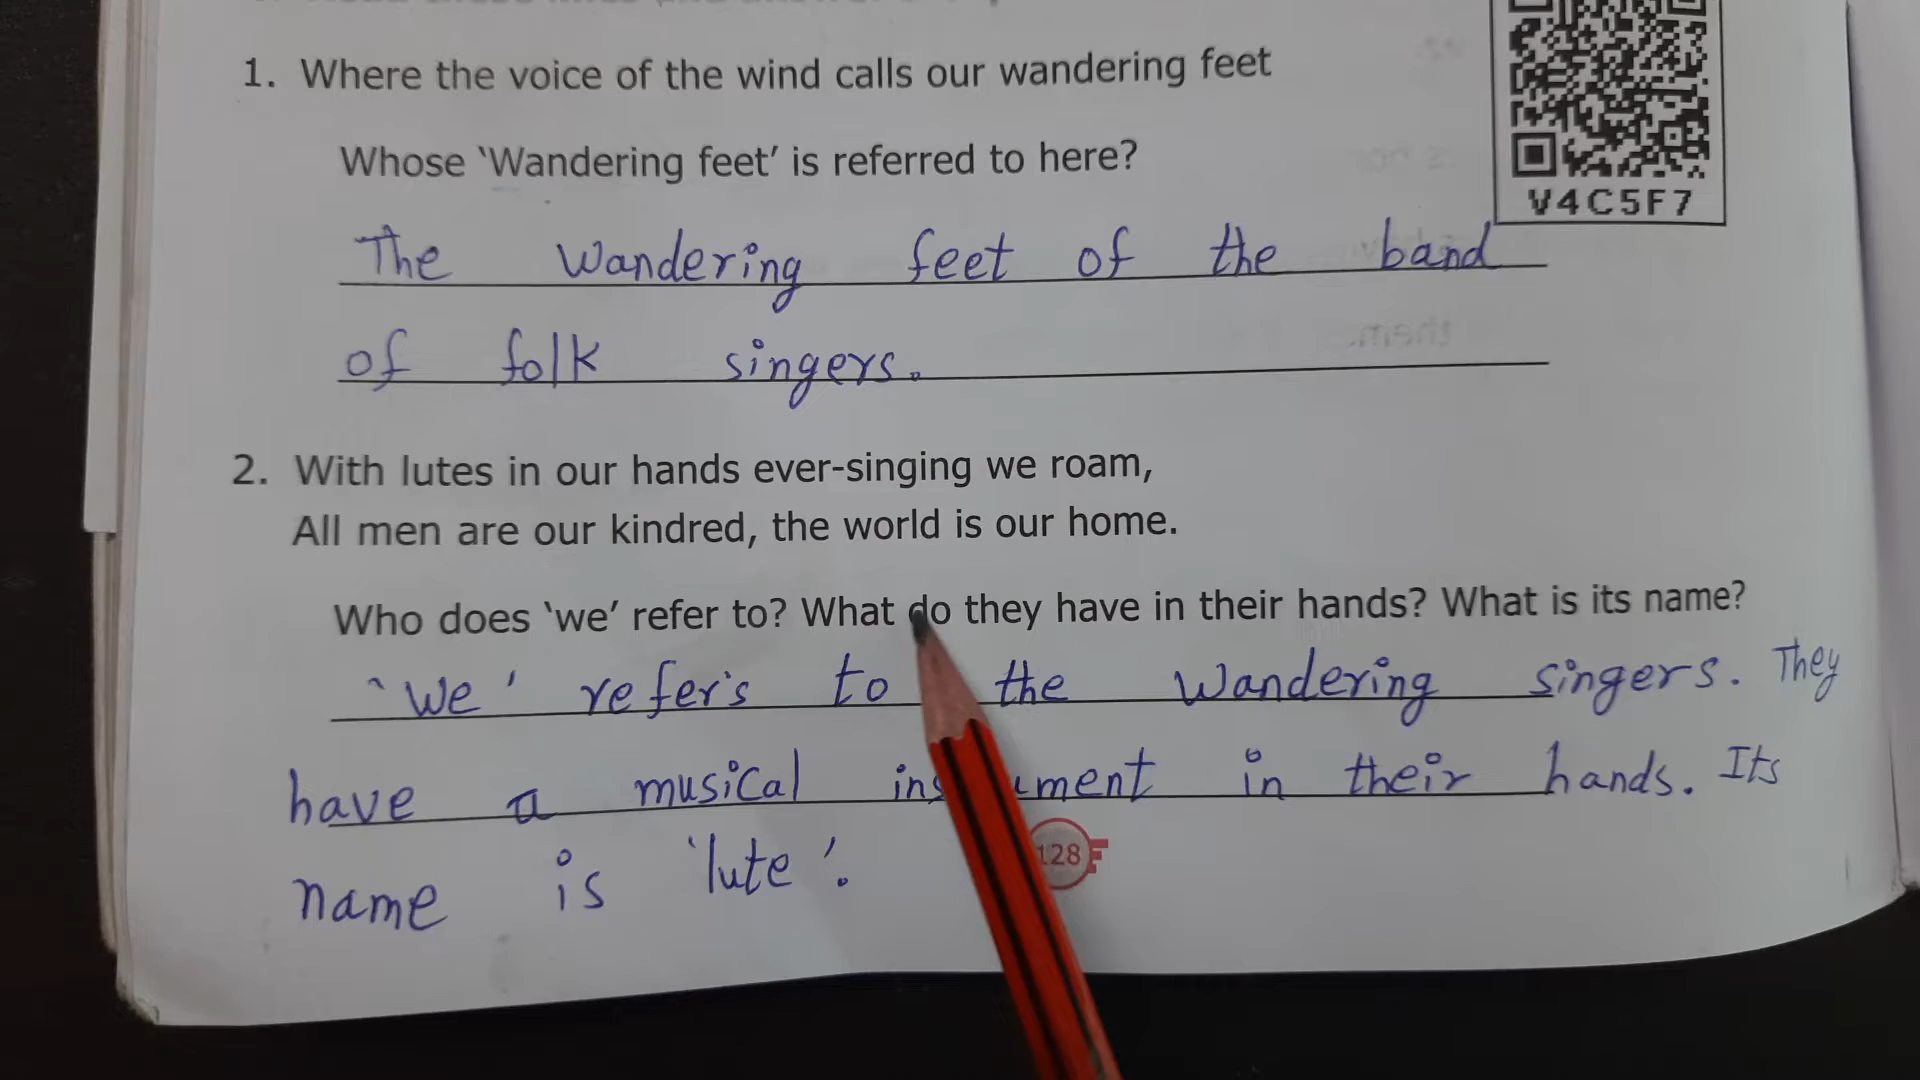 1. Where the voice of the wind calls our wandering feet
Whose ‘Wandering feet’ is referred to here?
The Wandering feet of the band
of folk singers.
V4C5F7
2. With lutes in our hands ever-singing we roam,
All men are our kindred, the world is our home.
Who does ‘we’ refer to? What do they have in their hands? What is its name?
‘We’ refer's to the Wandering singers. They
have a musical in their hands. Its
name is ‘lute’.
128